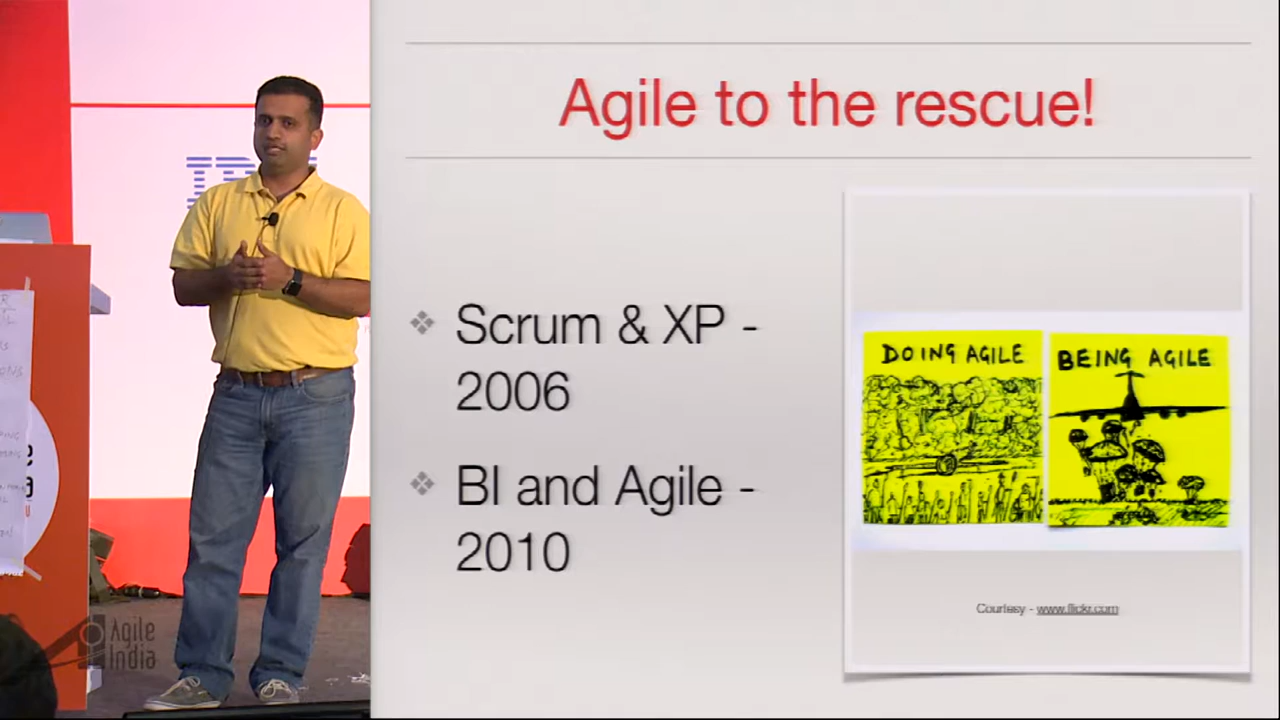 Agile to the rescue!
Scrum & XP -
2006
BI and Agile -
2010
DOING AGILE
BEING AGILE
Courtesy - www.flickr.com
Agile
India